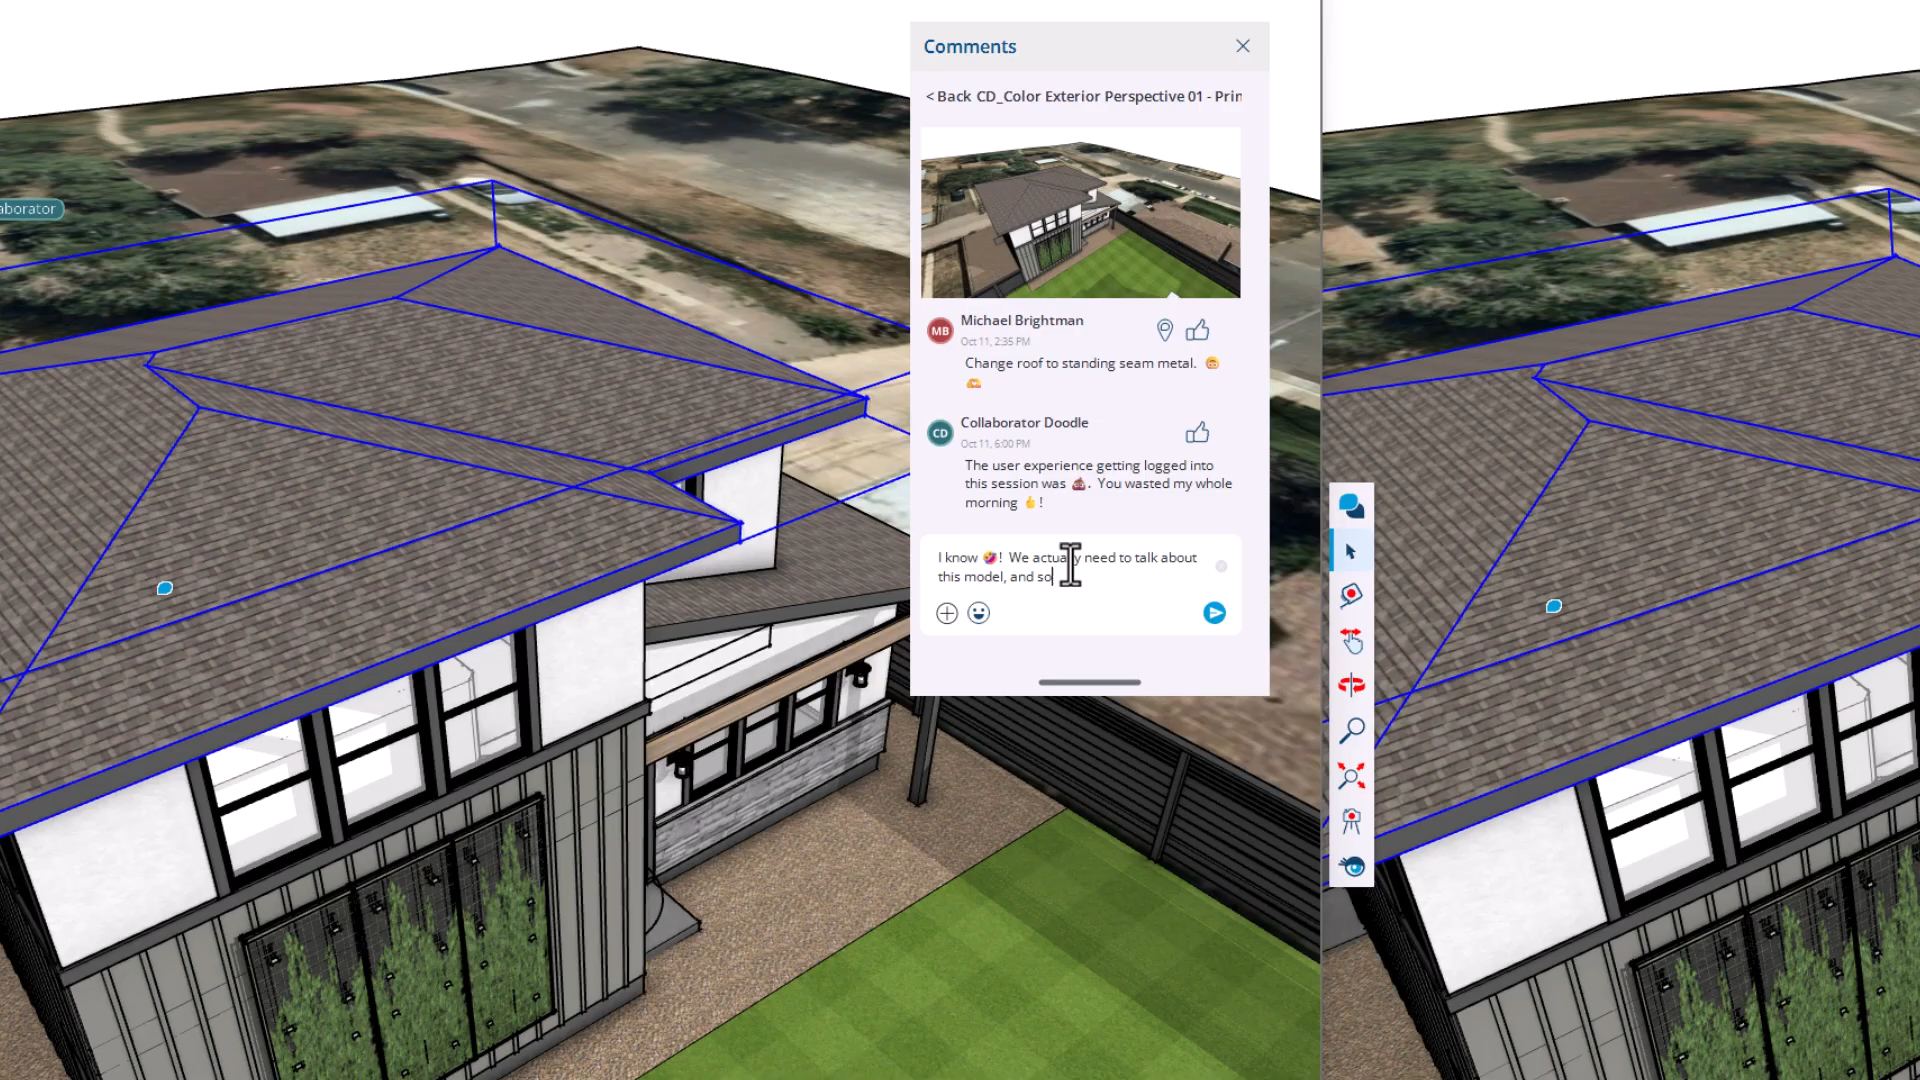 aborator
Comments
< Back CD_Color Exterior Perspective 01 - Prin
MB
Michael Brightman
Oct 11, 2:35 PM
Change roof to standing seam metal. 🙆
🫶
CD
Collaborator Doodle
Oct 11, 6:00 PM
The user experience getting logged into
this session was 💩. You wasted my whole
morning 👍!
I know 🤣! We actually need to talk about
this model, and so